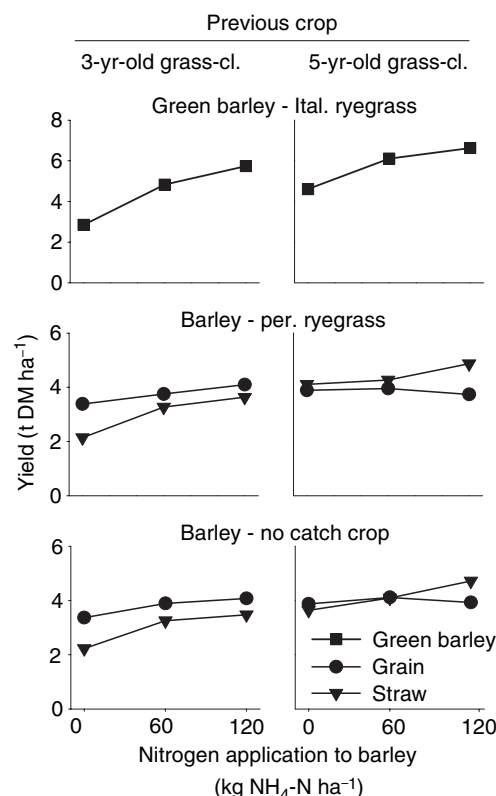 Previous crop
3-yr-old grass-cl. 5-yr-old grass-cl.
Green barley - Ital. ryegrass
8
6
4
2
0
Barley - per. ryegrass
6
4
2
0
Yield (t DM ha⁻¹)
Barley - no catch crop
6
4
2
0
Green barley
Grain
Straw
0 60 120 0 60 120
Nitrogen application to barley
(kg NH₄-N ha⁻¹)